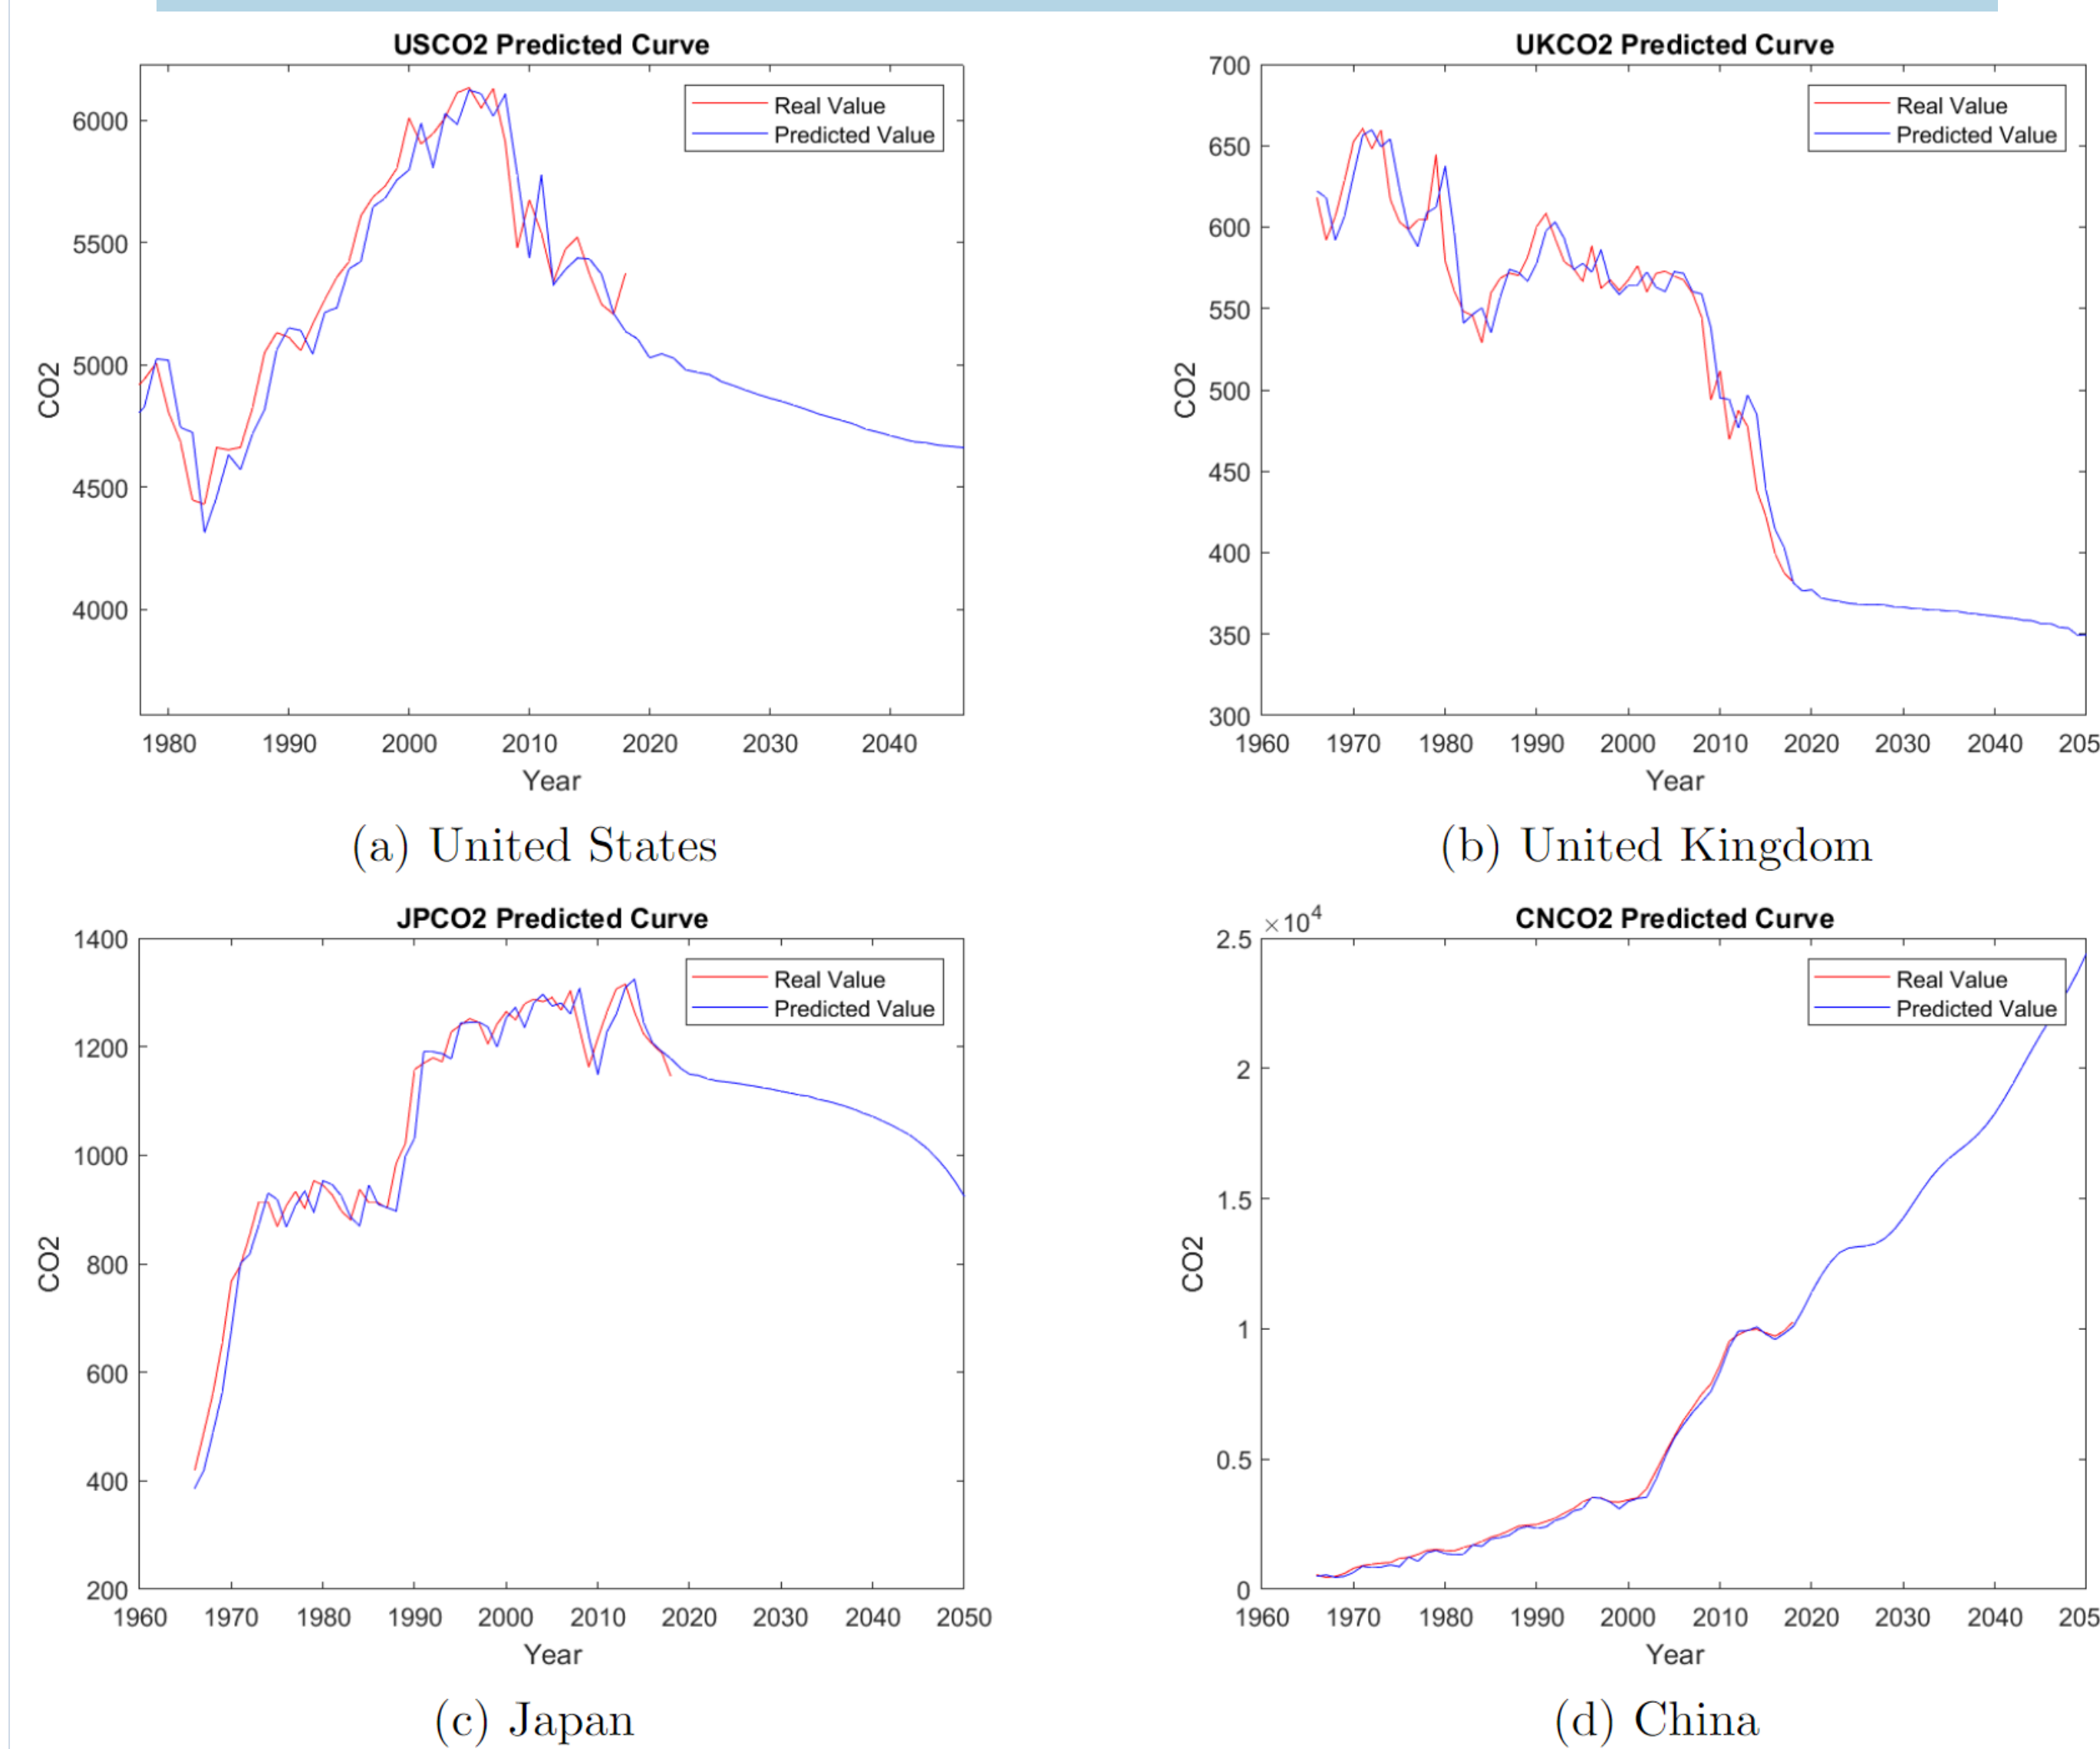 USCO2 Predicted Curve
Real Value
Predicted Value
6000
5500
5000
4500
4000
CO2
1980 1990 2000 2010 2020 2030 2040
Year
(a) United States
UKCO2 Predicted Curve
Real Value
Predicted Value
700
650
600
550
500
450
400
350
300
CO2
1960 1970 1980 1990 2000 2010 2020 2030 2040 205
Year
(b) United Kingdom
JPCO2 Predicted Curve
Real Value
Predicted Value
1400
1200
1000
800
600
400
200
CO2
1960 1970 1980 1990 2000 2010 2020 2030 2040 2050
Year
(c) Japan
×10⁴
CNCO2 Predicted Curve
Real Value
Predicted Value
2.5
2
1.5
1
0.5
0
CO2
1960 1970 1980 1990 2000 2010 2020 2030 2040 205
Year
(d) China